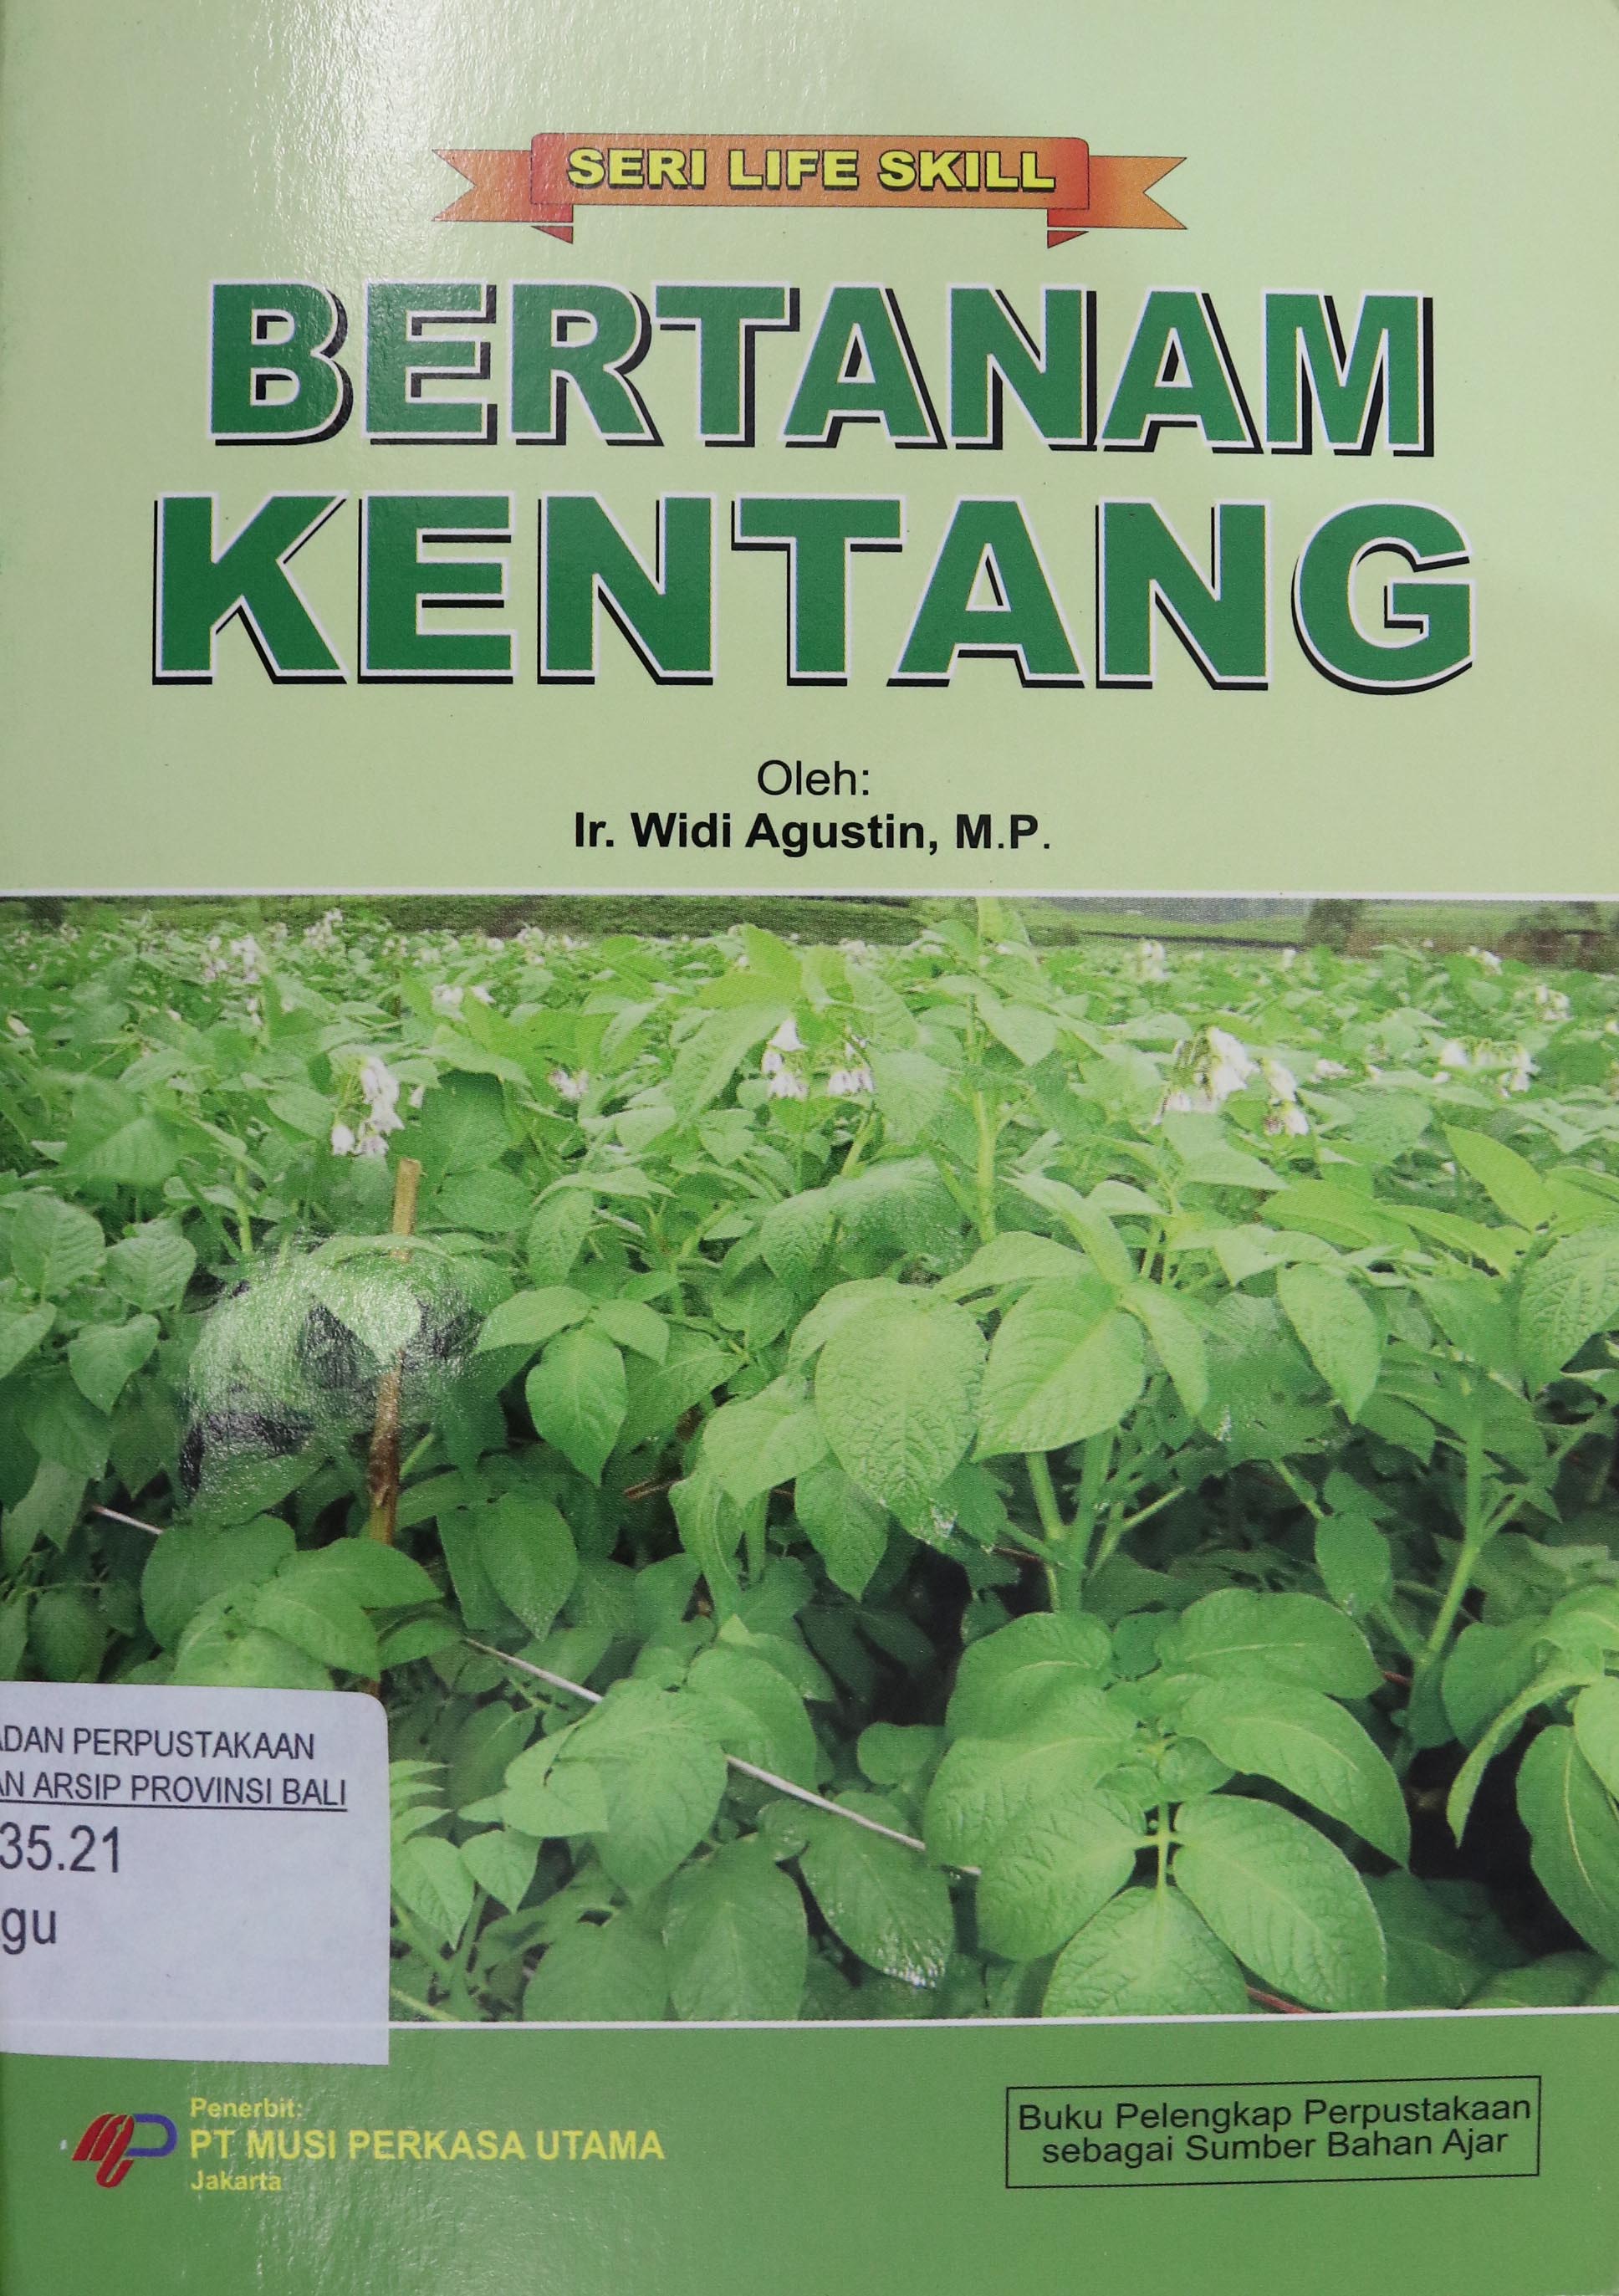 SERI LIFE SKILL
BERTANAM
KENTANG
Oleh:
Ir. Widi Agustin, M.P.
ADAN PERPUSTAKAAN
AN ARSIP PROVINSI BALI
35.21
gu
Penerbit:
PT MUSI PERKASA UTAMA
Jakarta
Buku Pelengkap Perpustakaan
sebagai Sumber Bahan Ajar